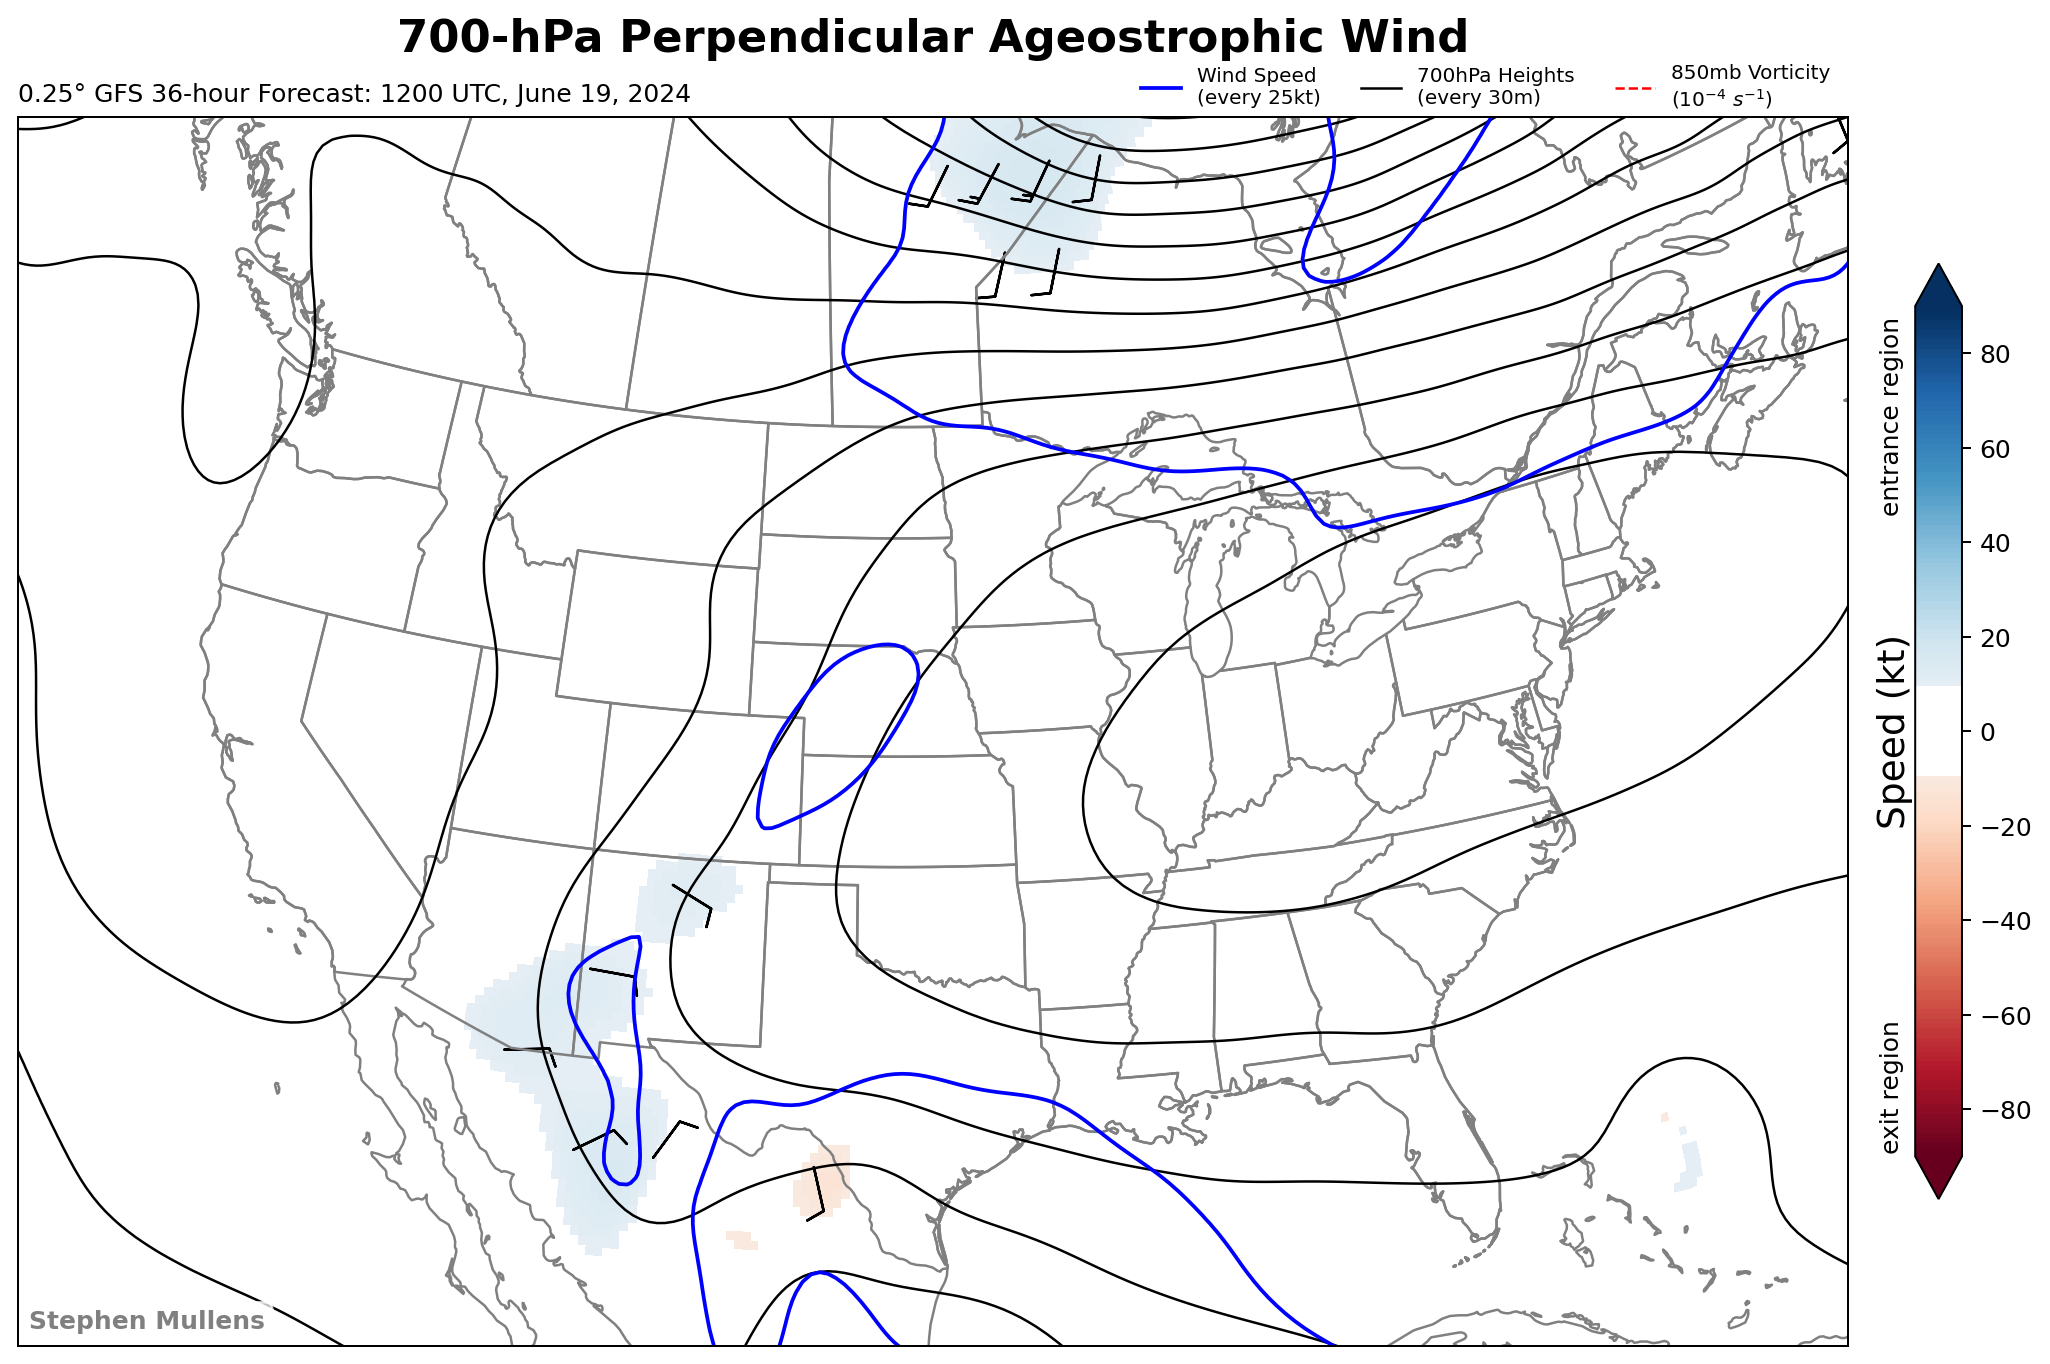 700-hPa Perpendicular Ageostrophic Wind
0.25° GFS 36-hour Forecast: 1200 UTC, June 19, 2024
Wind Speed
(every 25kt)
700hPa Heights
(every 30m)
850mb Vorticity
(10⁻⁴ s⁻¹)
entrance region
Speed (kt)
exit region
80
60
40
20
0
−20
−40
−60
−80
Stephen Mullens